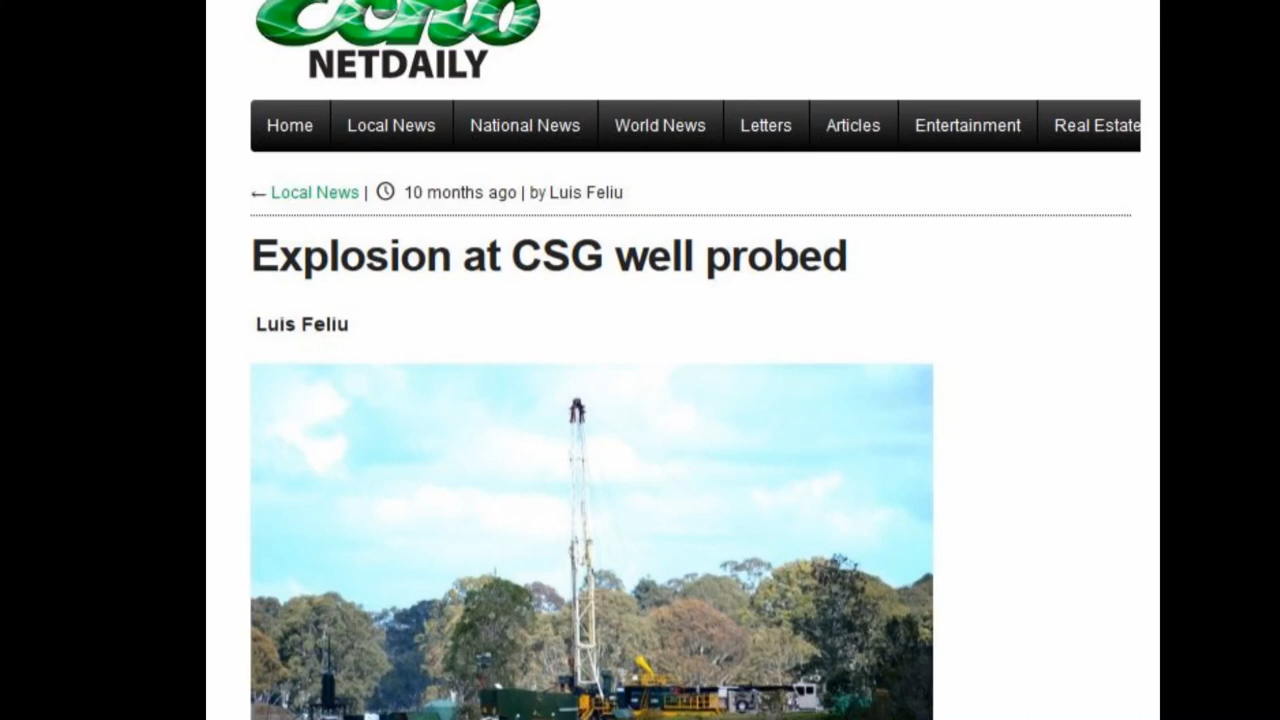 Echo
NETDAILY
Home Local News National News World News Letters Articles Entertainment Real Estate
← Local News | 10 months ago | by Luis Feliu
Explosion at CSG well probed
Luis Feliu